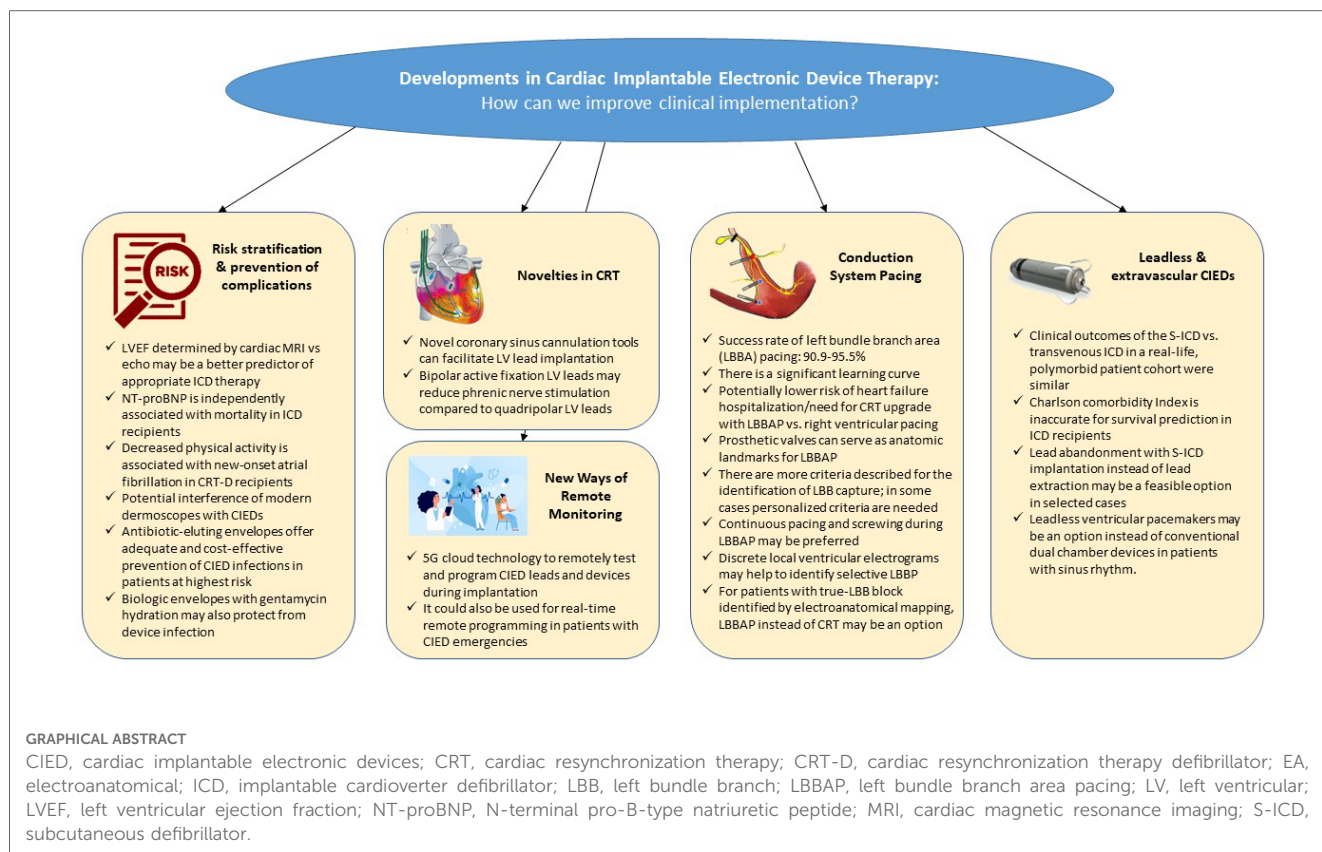 Developments in Cardiac Implantable Electronic Device Therapy:
How can we improve clinical implementation?
RISK
Risk stratification
& prevention of
complications
✓ LVEF determined by cardiac MRI vs
echo may be a better predictor of
appropriate ICD therapy
✓ NT-proBNP is independently
associated with mortality in ICD
recipients
✓ Decreased physical activity is
associated with new-onset atrial
fibrillation in CRT-D recipients
✓ Potential interference of modern
dermoscopes with CIEDs
✓ Antibiotic-eluting envelopes offer
adequate and cost-effective
prevention of CIED infections in
patients at highest risk
✓ Biologic envelopes with gentamycin
hydration may also protect from
device infection
Novelties in CRT
✓ Novel coronary sinus cannulation tools
can facilitate LV lead implantation
✓ Bipolar active fixation LV leads may
reduce phrenic nerve stimulation
compared to quadripolar LV leads
New Ways of
Remote
Monitoring
✓ 5G cloud technology to remotely test
and program CIED leads and devices
during implantation
✓ It could also be used for real-time
remote programming in patients with
CIED emergencies
Conduction
System Pacing
✓ Success rate of left bundle branch area
(LBBA) pacing: 90.9-95.5%
✓ There is a significant learning curve
✓ Potentially lower risk of heart failure
hospitalization/need for CRT upgrade
with LBBAP vs. right ventricular pacing
✓ Prosthetic valves can serve as anatomic
landmarks for LBBAP
✓ There are more criteria described for the
identification of LBB capture; in some
cases personalized criteria are needed
✓ Continuous pacing and screwing during
LBBAP may be preferred
✓ Discrete local ventricular electrograms
may help to identify selective LBBP
✓ For patients with true-LBB block
identified by electroanatomical mapping,
LBBAP instead of CRT may be an option
Leadless &
extravascular CIEDs
✓ Clinical outcomes of the S-ICD vs.
transvenous ICD in a real-life,
polymorbid patient cohort were
similar
✓ Charlson comorbidity Index is
inaccurate for survival prediction in
ICD recipients
✓ Lead abandonment with S-ICD
implantation instead of lead
extraction may be a feasible option
in selected cases
✓ Leadless ventricular pacemakers may
be an option instead of conventional
dual chamber devices in patients
with sinus rhythm.
GRAPHICAL ABSTRACT
CIED, cardiac implantable electronic devices; CRT, cardiac resynchronization therapy; CRT-D, cardiac resynchronization therapy defibrillator; EA,
electroanatomical; ICD, implantable cardioverter defibrillator; LBB, left bundle branch; LBBAP, left bundle branch area pacing; LV, left ventricular;
LVEF, left ventricular ejection fraction; NT-proBNP, N-terminal pro-B-type natriuretic peptide; MRI, cardiac magnetic resonance imaging; S-ICD,
subcutaneous defibrillator.